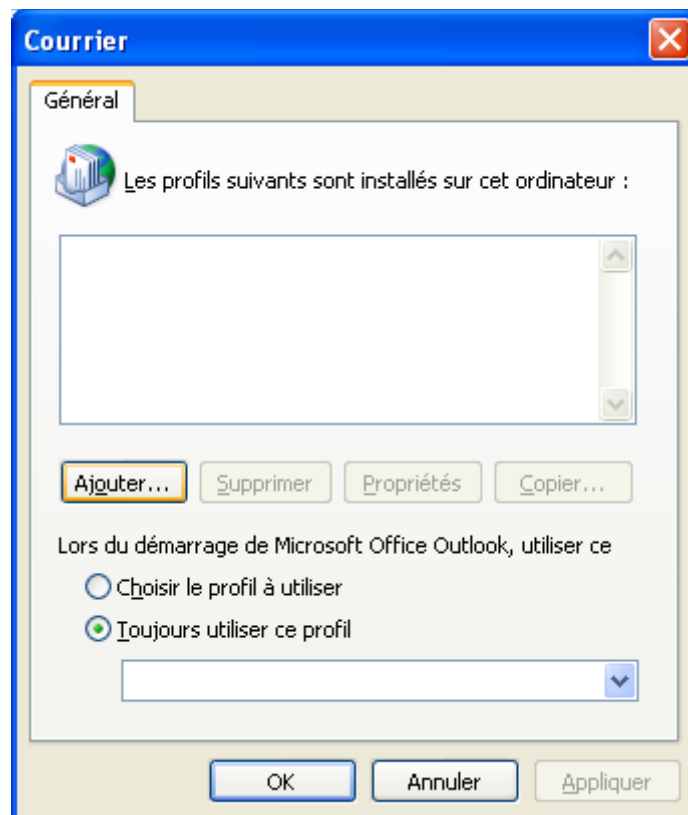 Courrier
Général
Les profils suivants sont installés sur cet ordinateur :
Ajouter... Supprimer Propriétés Copier...
Lors du démarrage de Microsoft Office Outlook, utiliser ce
Choisir le profil à utiliser
Toujours utiliser ce profil
OK Annuler Appliquer